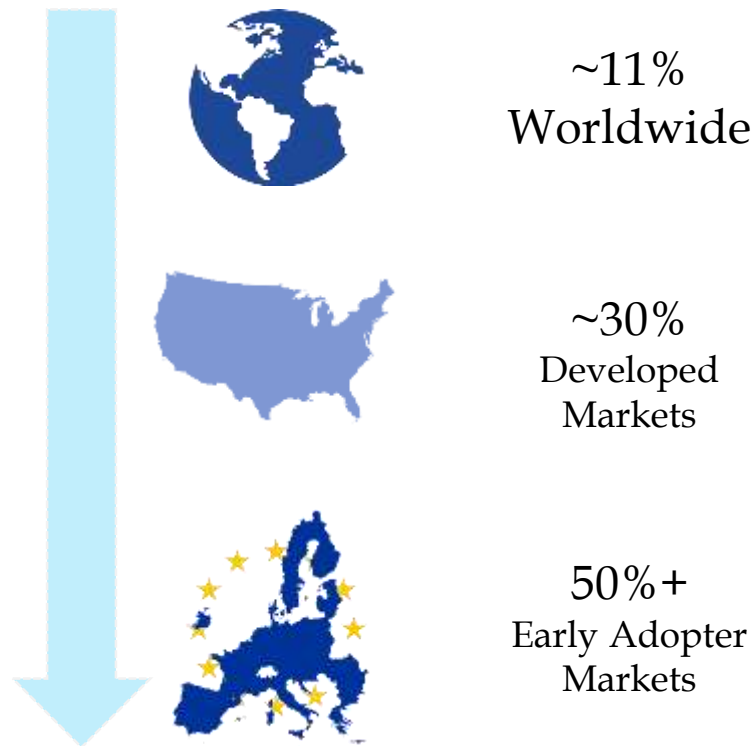 ~11%
Worldwide
~30%
Developed
Markets
50%+
Early Adopter
Markets